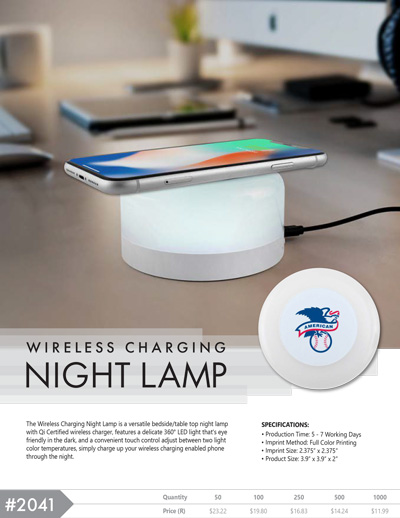 AMERICAN
WIRELESS CHARGING
NIGHT LAMP
The Wireless Charging Night Lamp is a versatile bedside/table top night lamp
with Qi Certified wireless charger, features a delicate 360° LED light that's eye
friendly in the dark, and a convenient touch control adjust between two light
color temperatures, simply charge up your wireless charging enabled phone
through the night.
SPECIFICATIONS:
• Production Time: 5 - 7 Working Days
• Imprint Method: Full Color Printing
• Imprint Size: 2.375" x 2.375"
• Product Size: 3.9" x 3.9" x 2"
#2041
Quantity 50 100 250 500 1000
Price (R) $23.22 $19.80 $16.83 $14.24 $11.99